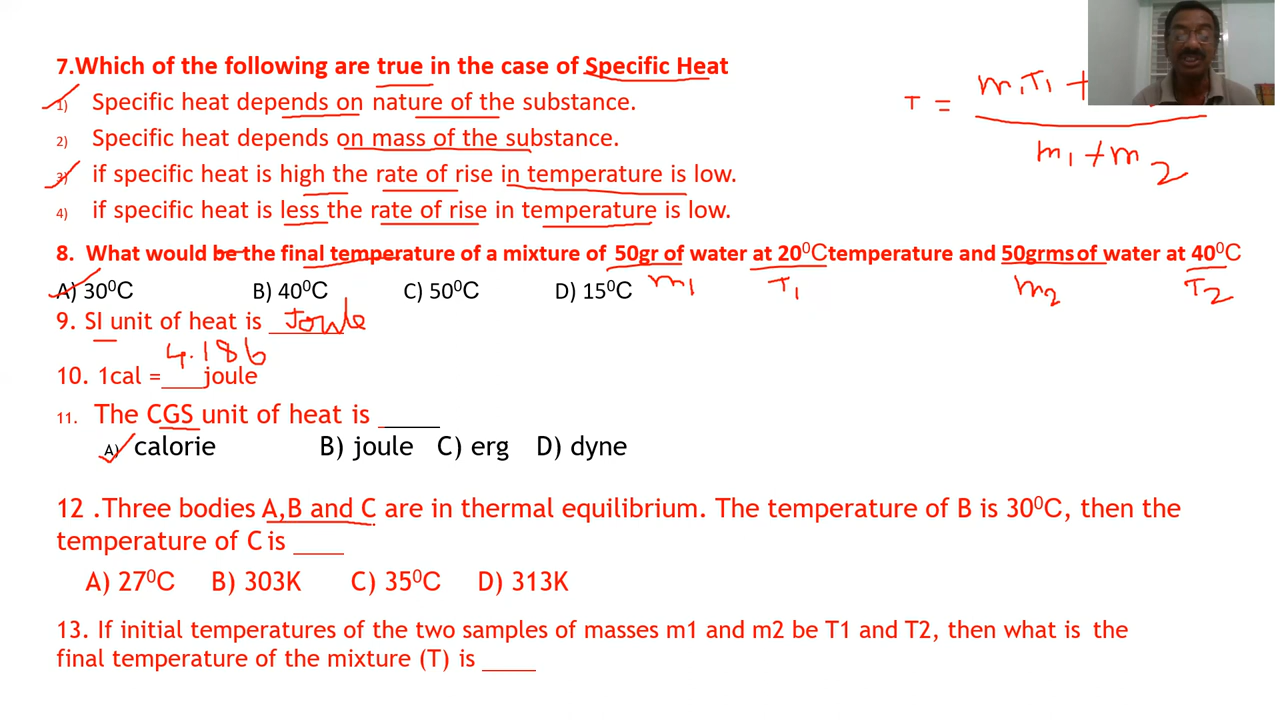 7.Which of the following are true in the case of Specific Heat
1) Specific heat depends on nature of the substance.
2) Specific heat depends on mass of the substance.
3) if specific heat is high the rate of rise in temperature is low.
4) if specific heat is less the rate of rise in temperature is low.
T = m₁T₁ +
m₁ + m₂
8. What would be the final temperature of a mixture of 50gr of water at 20⁰Ctemperature and 50grms of water at 40⁰C
m₁ T₁ m₂ T₂
A) 30⁰C B) 40⁰C C) 50⁰C D) 15⁰C
9. SI unit of heat is Joule
4.186
10. 1cal =____joule
11. The CGS unit of heat is _____
A) calorie B) joule C) erg D) dyne
12 .Three bodies A,B and C are in thermal equilibrium. The temperature of B is 30⁰C, then the
temperature of C is ____
A) 27⁰C B) 303K C) 35⁰C D) 313K
13. If initial temperatures of the two samples of masses m1 and m2 be T1 and T2, then what is the
final temperature of the mixture (T) is ____